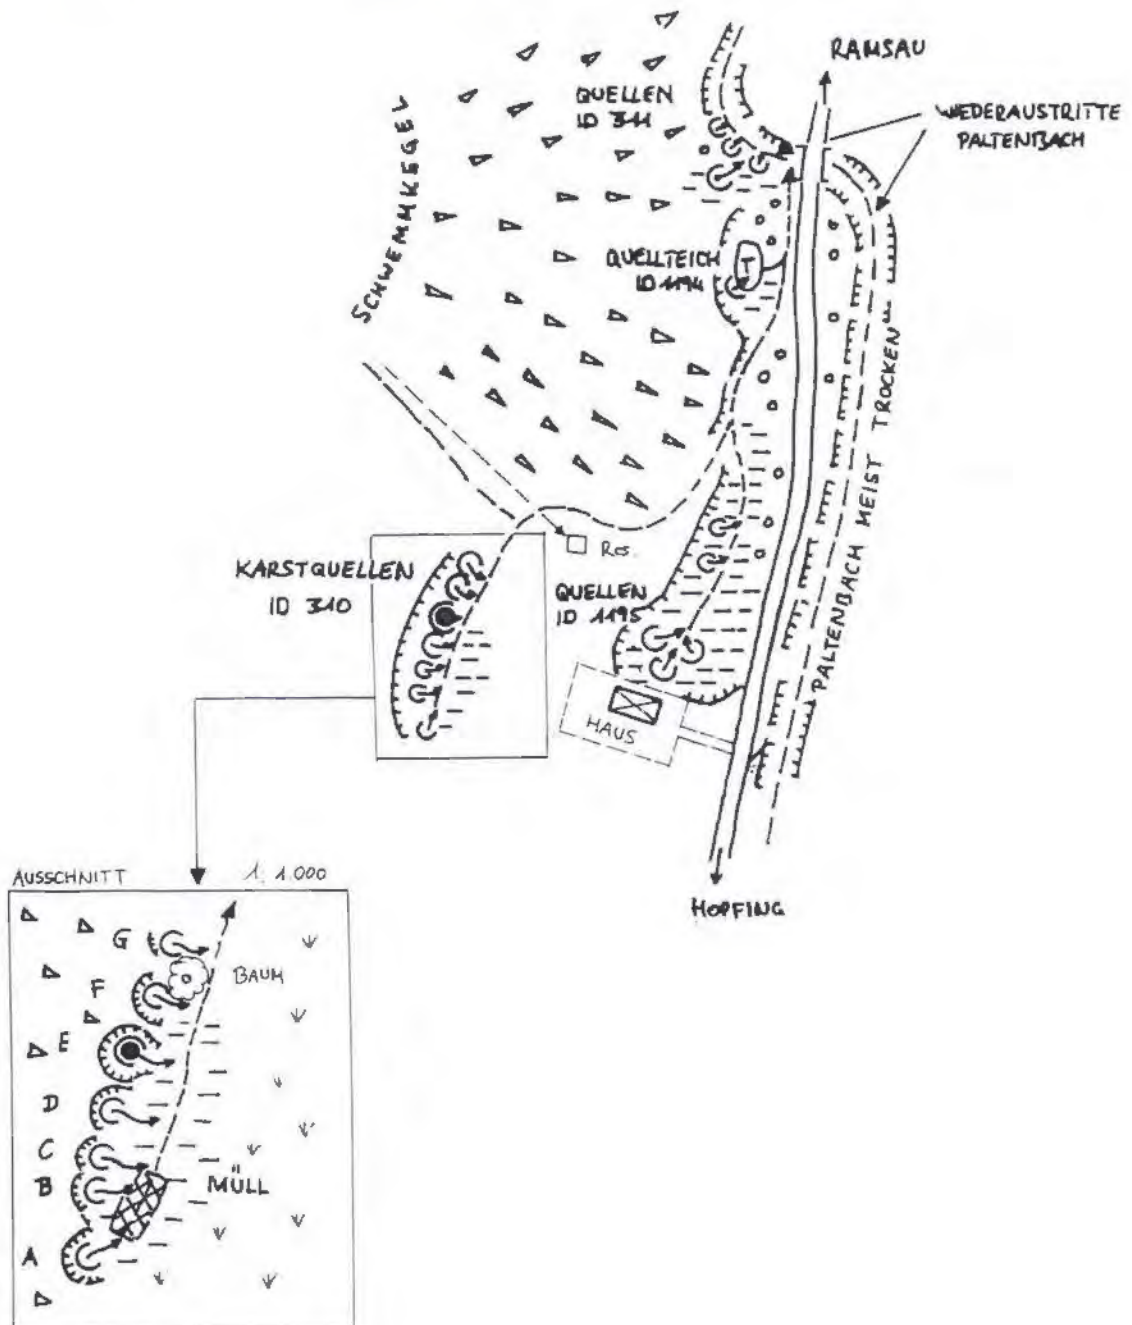 RAMSAU
QUELLEN
ID 311
WIEDERAUSTRITTE
PALTENBACH
SCHWEMMKEGEL
QUELLTEICH
ID 1194
T
PALTENBACH MEIST TROCKEN
KARSTQUELLEN
ID 310
Res.
QUELLEN
ID 1195
HAUS
HOPFING
AUSSCHNITT 1: 1.000
G
BAUM
F
E
D
C
B
MÜLL
A